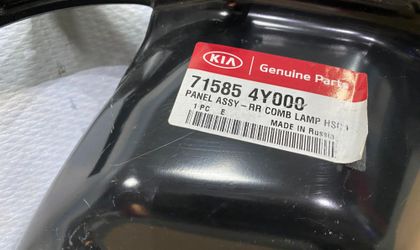 KIA Genuine Parts
71585 4Y000
PANEL ASSY-RR COMB LAMP HSG
1 PC E
MADE IN Russia